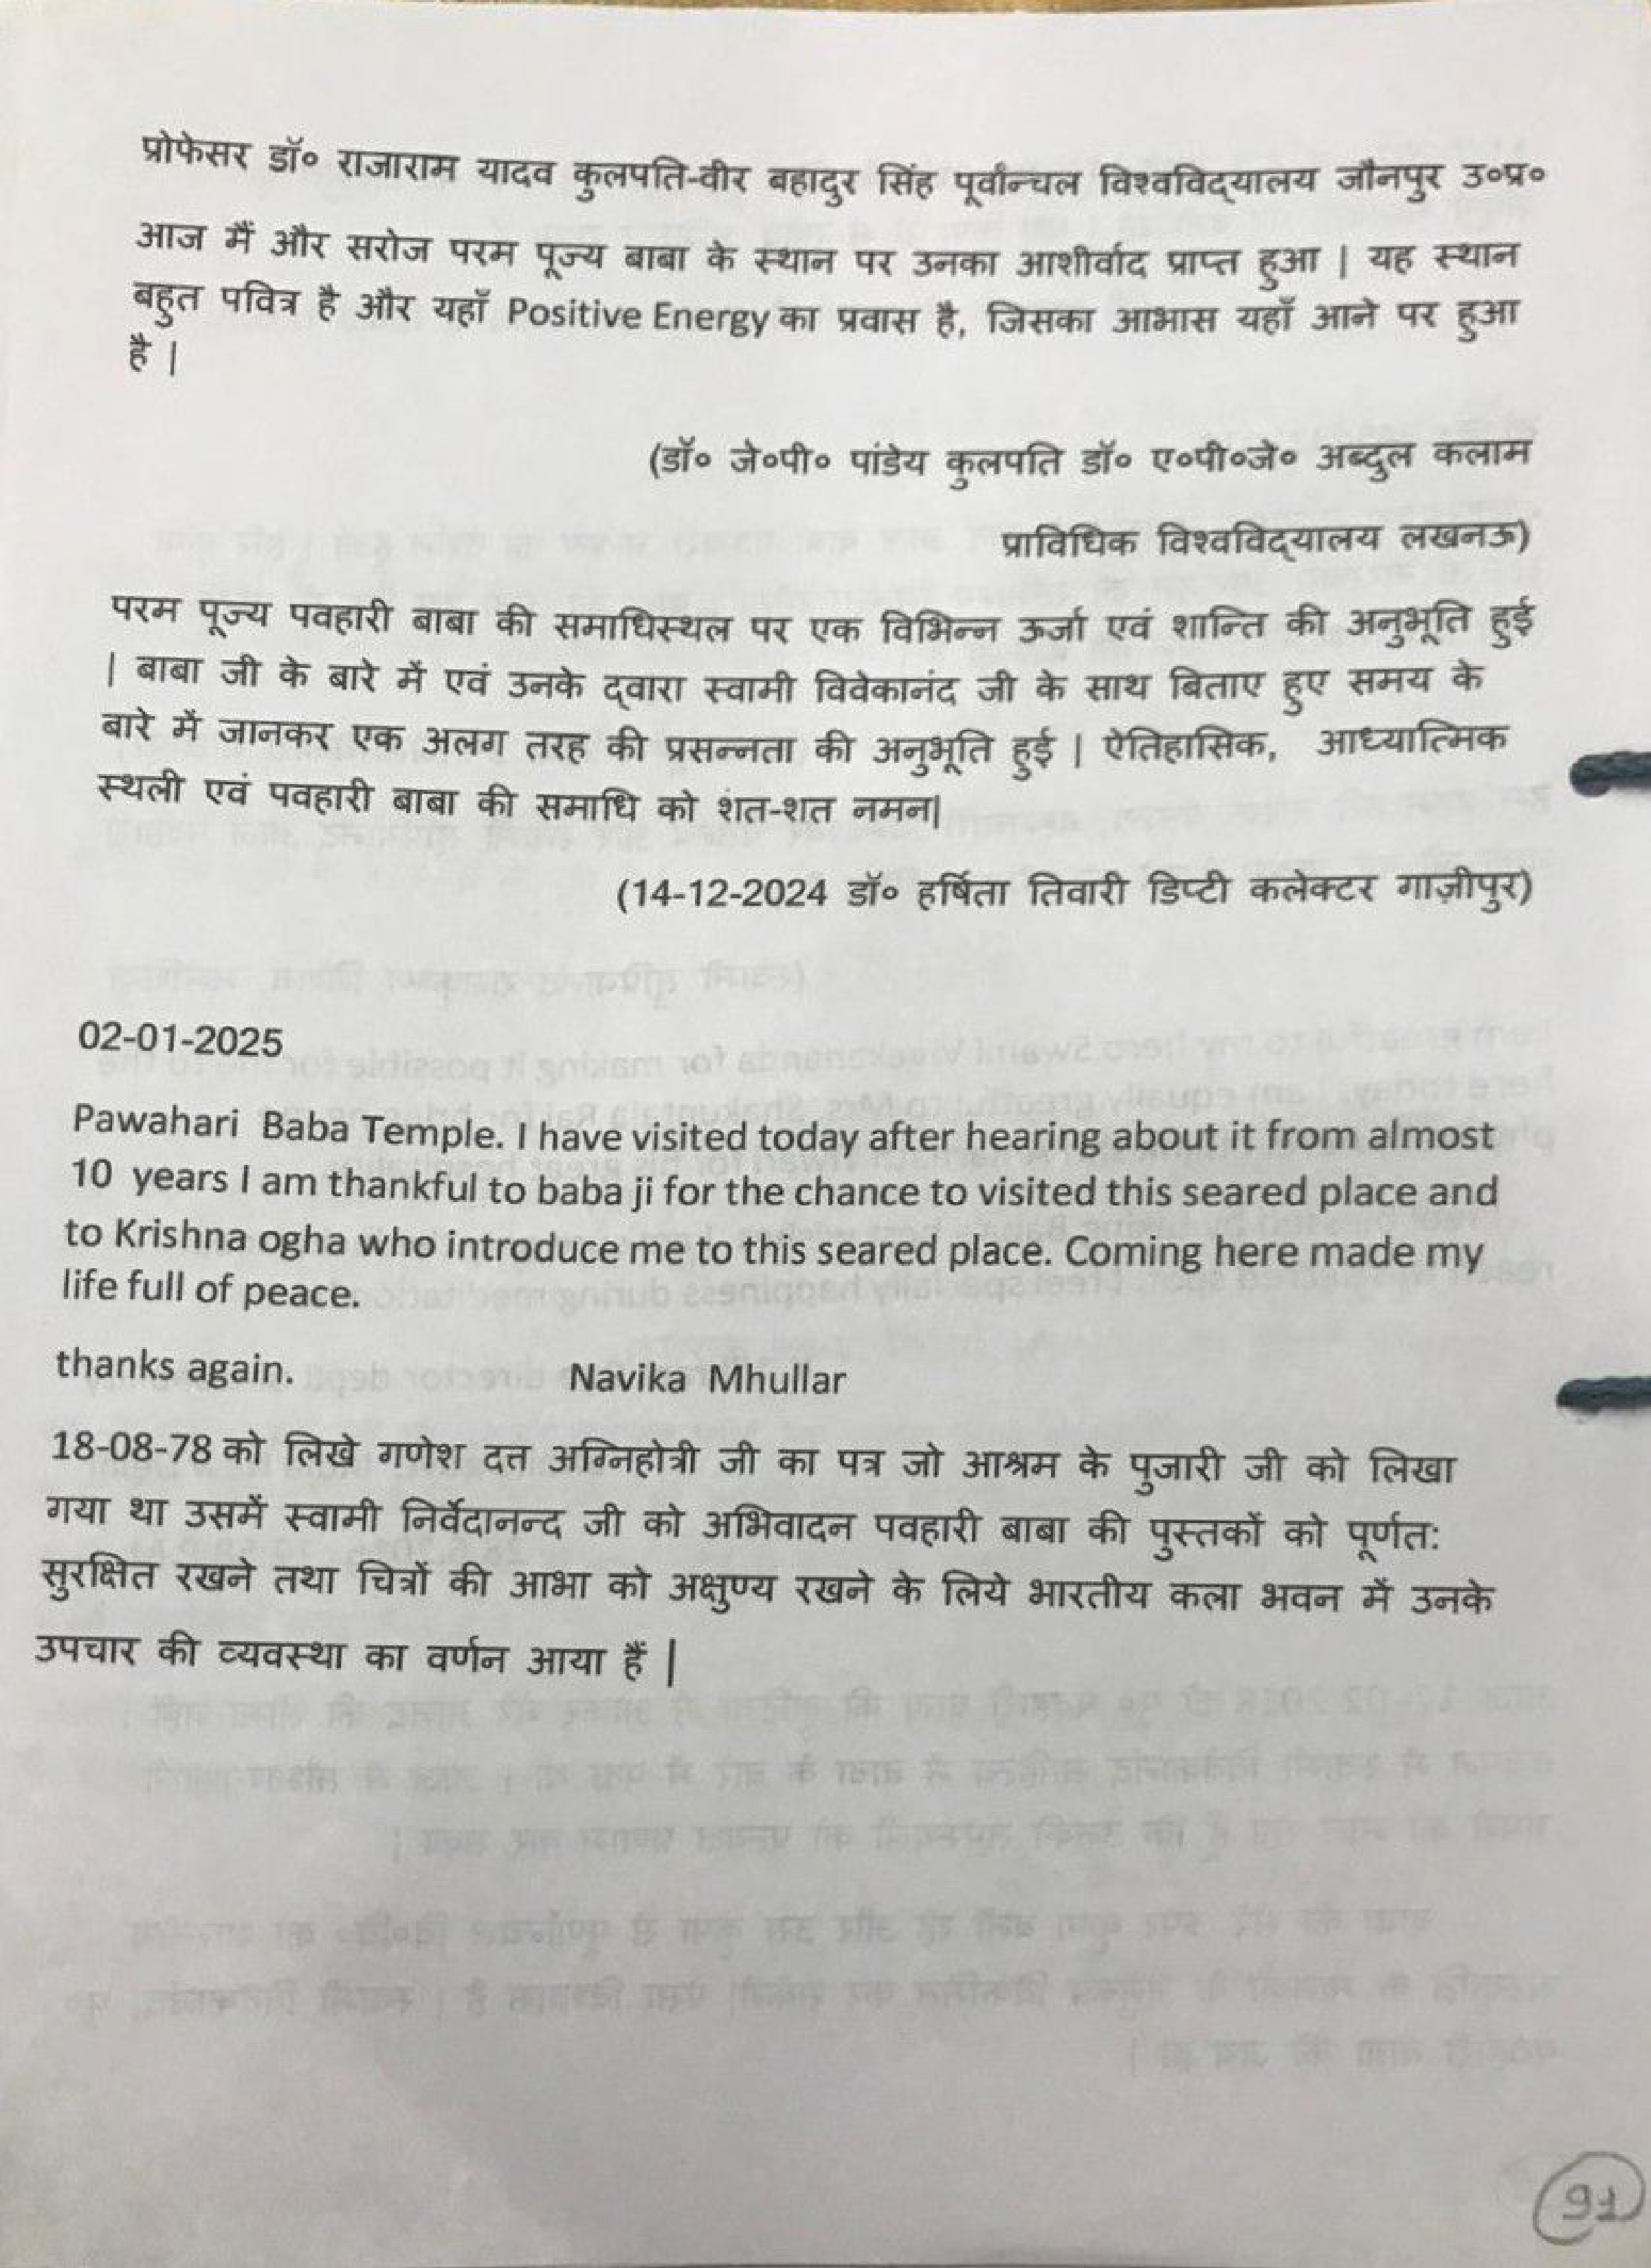 प्रोफेसर डॉ० राजाराम यादव कुलपति-वीर बहादुर सिंह पूर्वान्चल विश्वविद्यालय जौनपुर उ०प्र०
आज मैं और सरोज परम पूज्य बाबा के स्थान पर उनका आशीर्वाद प्राप्त हुआ | यह स्थान
बहुत पवित्र है और यहाँ Positive Energy का प्रवास है, जिसका आभास यहाँ आने पर हुआ
है |
(डॉ० जे०पी० पांडेय कुलपति डॉ० ए०पी०जे० अब्दुल कलाम
प्राविधिक विश्वविद्यालय लखनऊ)
परम पूज्य पवहारी बाबा की समाधिस्थल पर एक विभिन्न ऊर्जा एवं शान्ति की अनुभूति हुई
| बाबा जी के बारे में एवं उनके द्वारा स्वामी विवेकानंद जी के साथ बिताए हुए समय के
बारे में जानकर एक अलग तरह की प्रसन्नता की अनुभूति हुई | ऐतिहासिक, आध्यात्मिक
स्थली एवं पवहारी बाबा की समाधि को शंत-शत नमन|
(14-12-2024 डॉ० हर्षिता तिवारी डिप्टी कलेक्टर गाज़ीपुर)
02-01-2025
Pawahari Baba Temple. I have visited today after hearing about it from almost
10 years I am thankful to baba ji for the chance to visited this seared place and
to Krishna ogha who introduce me to this seared place. Coming here made my
life full of peace.
thanks again. Navika Mhullar
18-08-78 को लिखे गणेश दत्त अग्निहोत्री जी का पत्र जो आश्रम के पुजारी जी को लिखा
गया था उसमें स्वामी निर्वेदानन्द जी को अभिवादन पवहारी बाबा की पुस्तकों को पूर्णत:
सुरक्षित रखने तथा चित्रों की आभा को अक्षुण्य रखने के लिये भारतीय कला भवन में उनके
उपचार की व्यवस्था का वर्णन आया हैं |